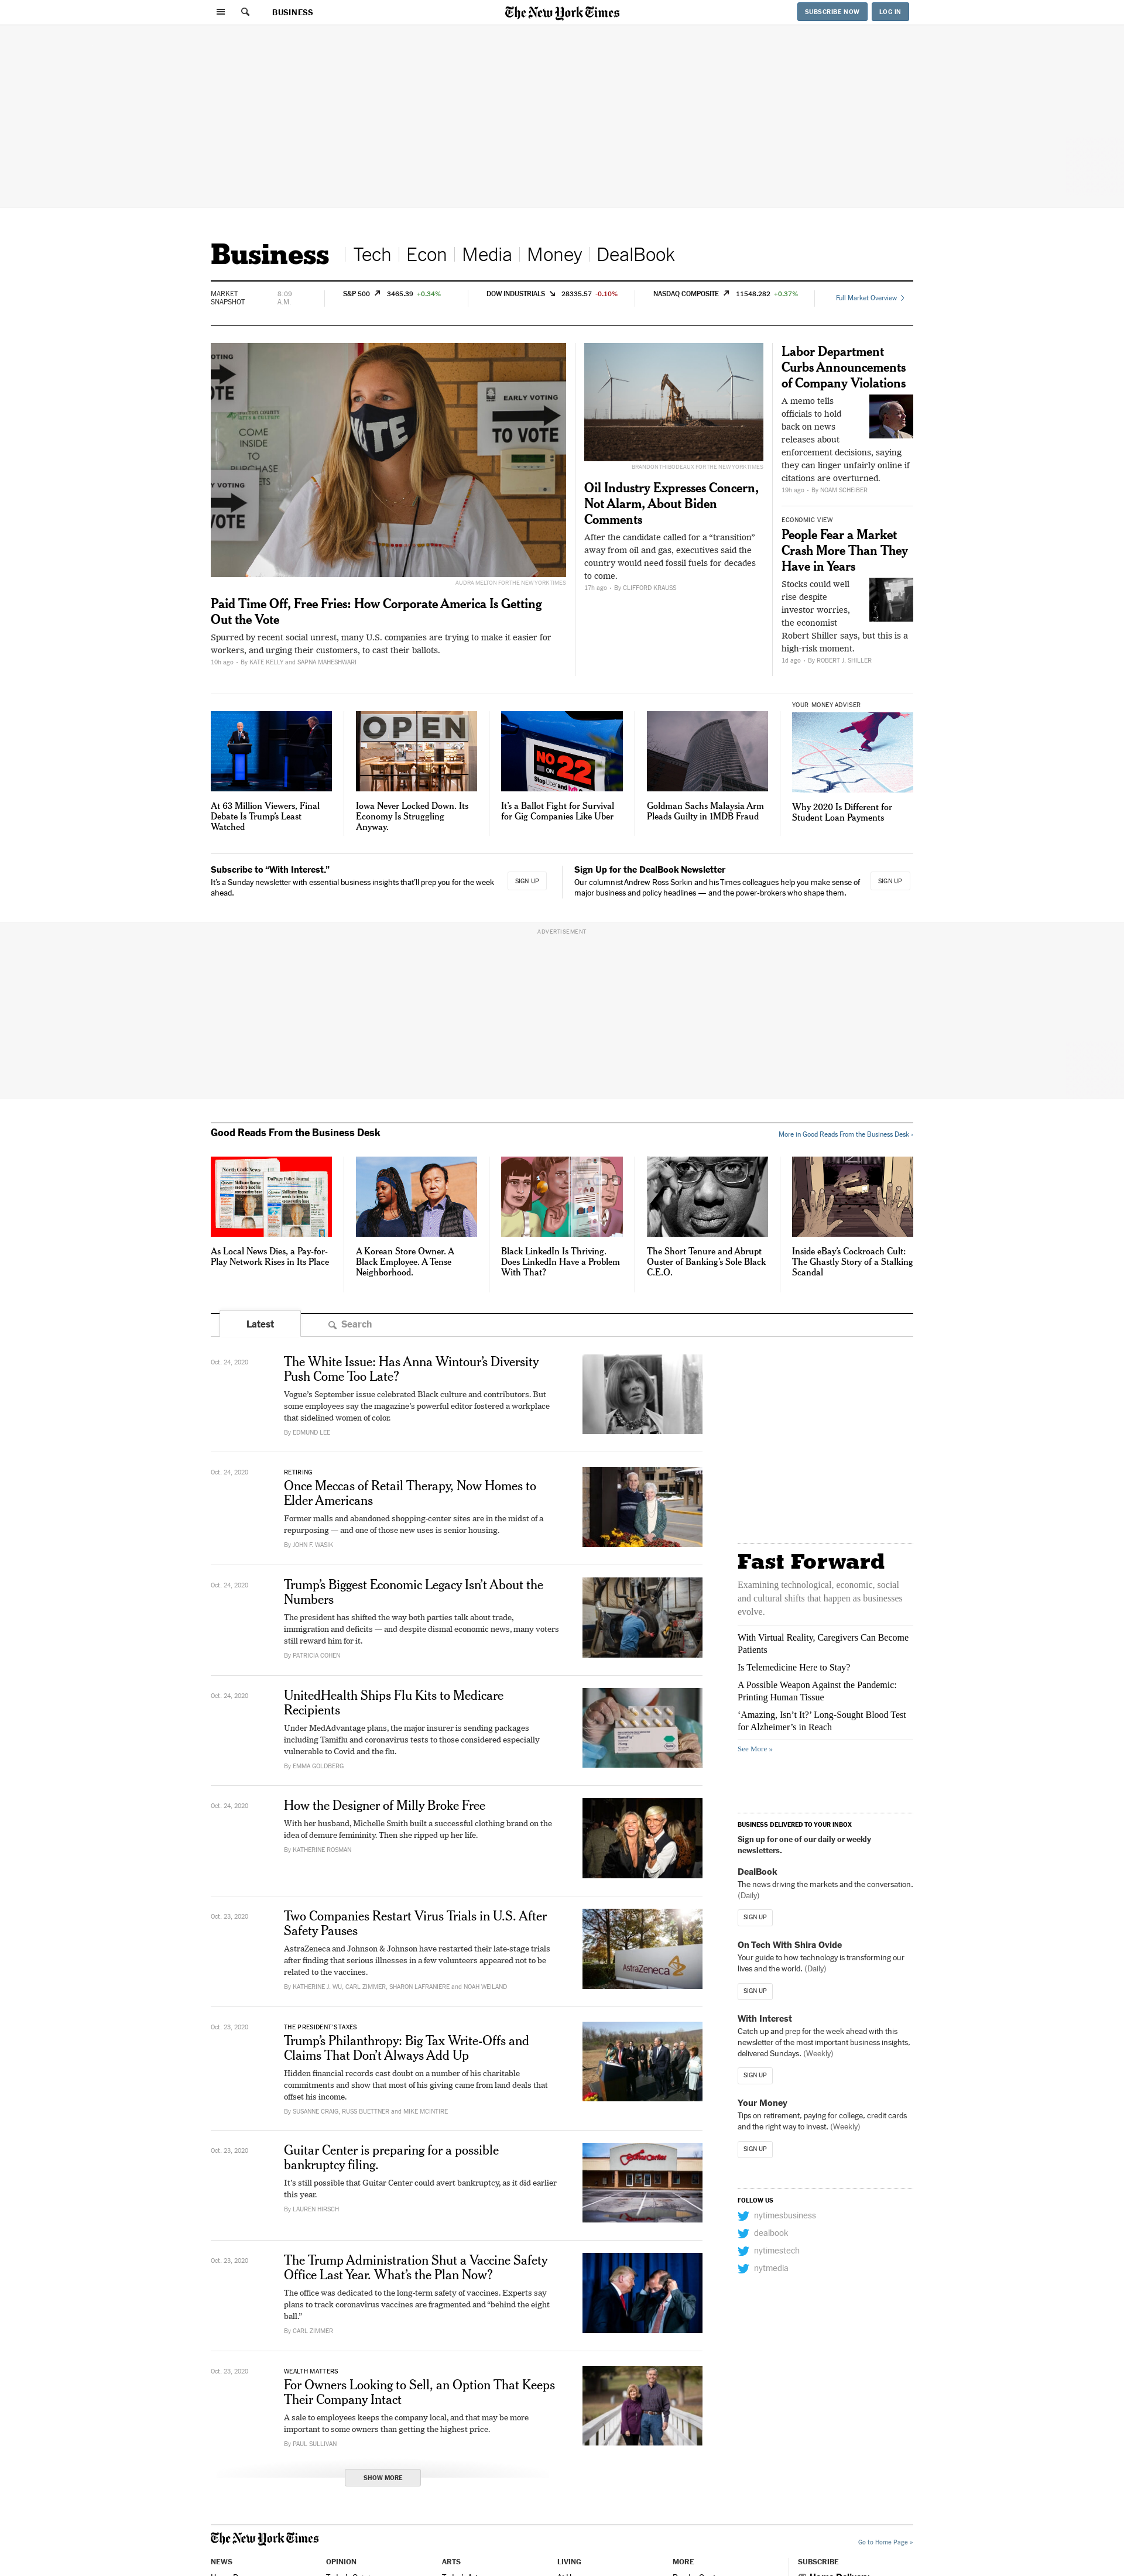 BUSINESS
The New York Times
SUBSCRIBE NOW
LOG IN
Business
Tech
Econ
Media
Money
DealBook
MARKET
SNAPSHOT
8:09
A.M.
S&P 500 3465.39 +0.34%
DOW INDUSTRIALS 28335.57 -0.10%
NASDAQ COMPOSITE 11548.282 +0.37%
Full Market Overview
VOTE
EARLY VOTING
TO VOTE
COME
INSIDE
TO
VOTE
AUDRA MELTON FOR THE NEW YORK TIMES
Paid Time Off, Free Fries: How Corporate America Is Getting
Out the Vote
Spurred by recent social unrest, many U.S. companies are trying to make it easier for
workers, and urging their customers, to cast their ballots.
10h ago · By KATE KELLY and SAPNA MAHESHWARI
BRANDON THIBODEAUX FOR THE NEW YORK TIMES
Oil Industry Expresses Concern,
Not Alarm, About Biden
Comments
After the candidate called for a “transition”
away from oil and gas, executives said the
country would need fossil fuels for decades
to come.
17h ago · By CLIFFORD KRAUSS
Labor Department
Curbs Announcements
of Company Violations
A memo tells
officials to hold
back on news
releases about
enforcement decisions, saying
they can linger unfairly online if
citations are overturned.
19h ago · By NOAM SCHEIBER
ECONOMIC VIEW
People Fear a Market
Crash More Than They
Have in Years
Stocks could well
rise despite
investor worries,
the economist
Robert Shiller says, but this is a
high-risk moment.
1d ago · By ROBERT J. SHILLER
At 63 Million Viewers, Final
Debate Is Trump’s Least
Watched
OPEN
Iowa Never Locked Down. Its
Economy Is Struggling
Anyway.
NO ON
22
It’s a Ballot Fight for Survival
for Gig Companies Like Uber
Goldman Sachs Malaysia Arm
Pleads Guilty in 1MDB Fraud
YOUR MONEY ADVISER
Why 2020 Is Different for
Student Loan Payments
Subscribe to “With Interest.”
It’s a Sunday newsletter with essential business insights that’ll prep you for the week
ahead.
SIGN UP
Sign Up for the DealBook Newsletter
Our columnist Andrew Ross Sorkin and his Times colleagues help you make sense of
major business and policy headlines — and the power-brokers who shape them.
SIGN UP
ADVERTISEMENT
Good Reads From the Business Desk
More in Good Reads From the Business Desk ›
North Cook News
DuPage Policy Journal
As Local News Dies, a Pay-for-
Play Network Rises in Its Place
A Korean Store Owner. A
Black Employee. A Tense
Neighborhood.
Black LinkedIn Is Thriving.
Does LinkedIn Have a Problem
With That?
The Short Tenure and Abrupt
Ouster of Banking’s Sole Black
C.E.O.
Inside eBay’s Cockroach Cult:
The Ghastly Story of a Stalking
Scandal
Latest
Search
Oct. 24, 2020
The White Issue: Has Anna Wintour’s Diversity
Push Come Too Late?
Vogue’s September issue celebrated Black culture and contributors. But
some employees say the magazine’s powerful editor fostered a workplace
that sidelined women of color.
By EDMUND LEE
Oct. 24, 2020
RETIRING
Once Meccas of Retail Therapy, Now Homes to
Elder Americans
Former malls and abandoned shopping-center sites are in the midst of a
repurposing — and one of those new uses is senior housing.
By JOHN F. WASIK
Oct. 24, 2020
Trump’s Biggest Economic Legacy Isn’t About the
Numbers
The president has shifted the way both parties talk about trade,
immigration and deficits — and despite dismal economic news, many voters
still reward him for it.
By PATRICIA COHEN
Oct. 24, 2020
UnitedHealth Ships Flu Kits to Medicare
Recipients
Under MedAdvantage plans, the major insurer is sending packages
including Tamiflu and coronavirus tests to those considered especially
vulnerable to Covid and the flu.
By EMMA GOLDBERG
Oct. 24, 2020
How the Designer of Milly Broke Free
With her husband, Michelle Smith built a successful clothing brand on the
idea of demure femininity. Then she ripped up her life.
By KATHERINE ROSMAN
Oct. 23, 2020
Two Companies Restart Virus Trials in U.S. After
Safety Pauses
AstraZeneca and Johnson & Johnson have restarted their late-stage trials
after finding that serious illnesses in a few volunteers appeared not to be
related to the vaccines.
By KATHERINE J. WU, CARL ZIMMER, SHARON LAFRANIERE and NOAH WEILAND
AstraZeneca
Oct. 23, 2020
THE PRESIDENT’S TAXES
Trump’s Philanthropy: Big Tax Write-Offs and
Claims That Don’t Always Add Up
Hidden financial records cast doubt on a number of his charitable
commitments and show that most of his giving came from land deals that
offset his income.
By SUSANNE CRAIG, RUSS BUETTNER and MIKE MCINTIRE
Oct. 23, 2020
Guitar Center is preparing for a possible
bankruptcy filing.
It’s still possible that Guitar Center could avert bankruptcy, as it did earlier
this year.
By LAUREN HIRSCH
Guitar Center
Oct. 23, 2020
The Trump Administration Shut a Vaccine Safety
Office Last Year. What’s the Plan Now?
The office was dedicated to the long-term safety of vaccines. Experts say
plans to track coronavirus vaccines are fragmented and “behind the eight
ball.”
By CARL ZIMMER
Oct. 23, 2020
WEALTH MATTERS
For Owners Looking to Sell, an Option That Keeps
Their Company Intact
A sale to employees keeps the company local, and that may be more
important to some owners than getting the highest price.
By PAUL SULLIVAN
SHOW MORE
Fast Forward
Examining technological, economic, social
and cultural shifts that happen as businesses
evolve.
With Virtual Reality, Caregivers Can Become
Patients
Is Telemedicine Here to Stay?
A Possible Weapon Against the Pandemic:
Printing Human Tissue
‘Amazing, Isn’t It?’ Long-Sought Blood Test
for Alzheimer’s in Reach
See More »
BUSINESS DELIVERED TO YOUR INBOX
Sign up for one of our daily or weekly
newsletters.
DealBook
The news driving the markets and the conversation.
(Daily)
SIGN UP
On Tech With Shira Ovide
Your guide to how technology is transforming our
lives and the world. (Daily)
SIGN UP
With Interest
Catch up and prep for the week ahead with this
newsletter of the most important business insights,
delivered Sundays. (Weekly)
SIGN UP
Your Money
Tips on retirement, paying for college, credit cards
and the right way to invest. (Weekly)
SIGN UP
FOLLOW US
nytimesbusiness
dealbook
nytimestech
nytmedia
The New York Times
Go to Home Page »
NEWS
OPINION
ARTS
LIVING
MORE
SUBSCRIBE